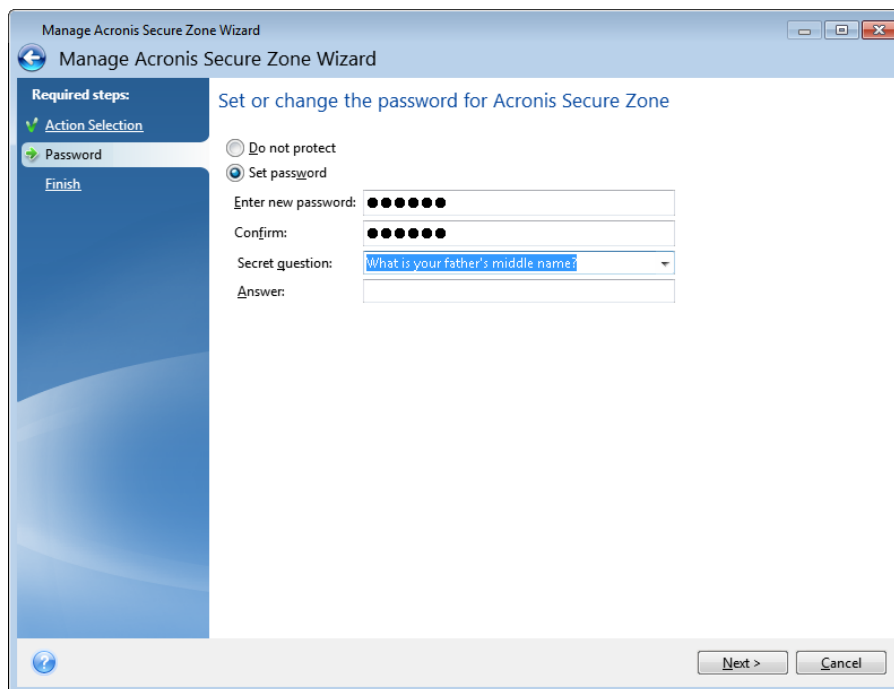 Manage Acronis Secure Zone Wizard
Manage Acronis Secure Zone Wizard
Required steps:
Action Selection
Password
Finish
Set or change the password for Acronis Secure Zone
Do not protect
Set password
Enter new password: ●●●●●●
Confirm: ●●●●●●
Secret question: What is your father's middle name?
Answer:
?
Next >
Cancel